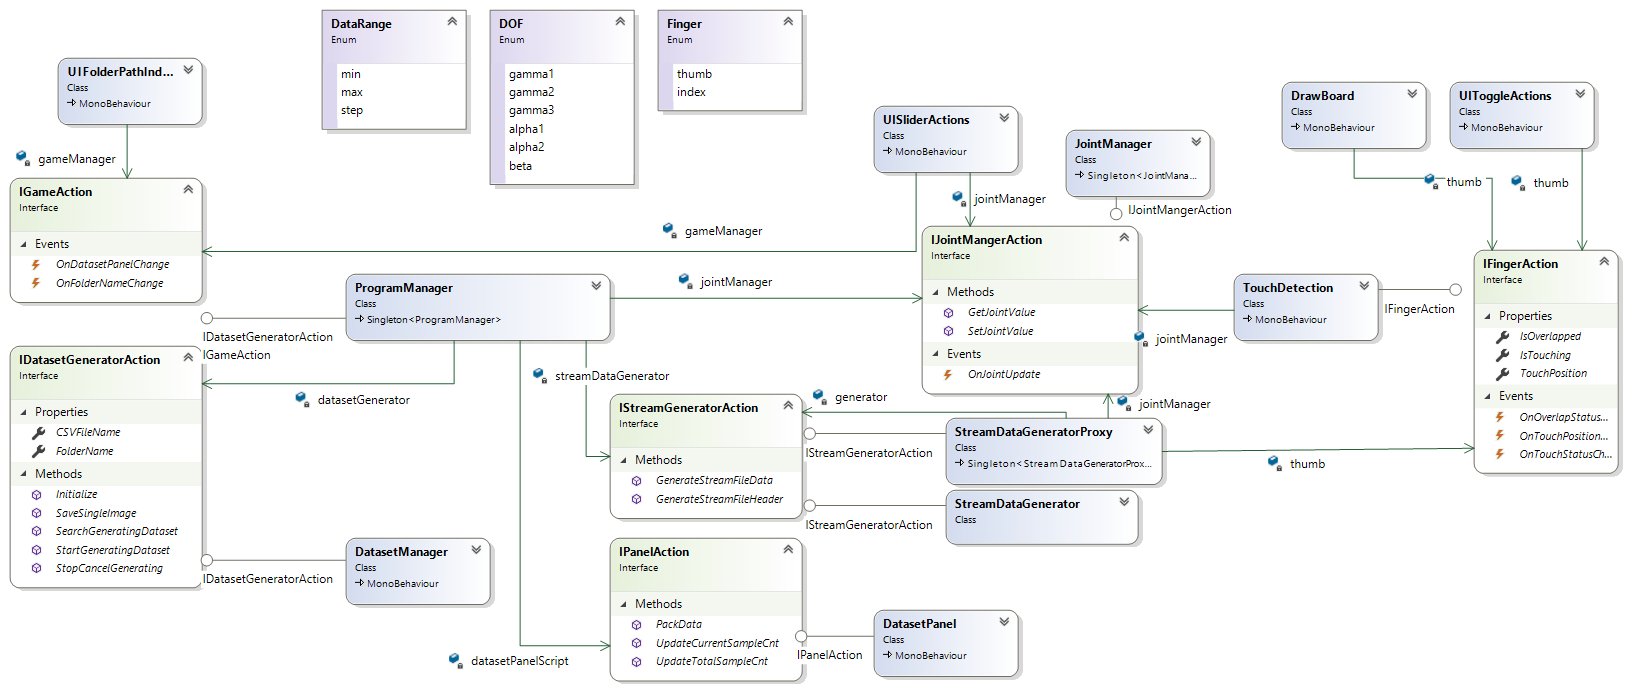 DataRange
Enum
min
max
step
DOF
Enum
gamma1
gamma2
gamma3
alpha1
alpha2
beta
Finger
Enum
thumb
index
UIFolderPathInd...
Class
MonoBehaviour
gameManager
IGameAction
Interface
Events
OnDatasetPanelChange
OnFolderNameChange
UISliderActions
Class
MonoBehaviour
jointManager
gameManager
JointManager
Class
Singleton<JointMana...
IJointMangerAction
DrawBoard
Class
MonoBehaviour
thumb
UIToggleActions
Class
MonoBehaviour
thumb
IJointMangerAction
Interface
Methods
GetJointValue
SetJointValue
Events
OnJointUpdate
ProgramManager
Class
Singleton<ProgramManager>
jointManager
IDatasetGeneratorAction
IGameAction
TouchDetection
Class
MonoBehaviour
IFingerAction
jointManager
IFingerAction
Interface
Properties
IsOverlapped
IsTouching
TouchPosition
Events
OnOverlapStatus...
OnTouchPosition...
OnTouchStatusCh...
IDatasetGeneratorAction
Interface
Properties
CSVFileName
FolderName
Methods
Initialize
SaveSingleImage
SearchGeneratingDataset
StartGeneratingDataset
StopCancelGenerating
datasetGenerator
streamDataGenerator
IStreamGeneratorAction
Interface
Methods
GenerateStreamFileData
GenerateStreamFileHeader
generator
jointManager
StreamDataGeneratorProxy
Class
Singleton<StreamDataGeneratorProx...
IStreamGeneratorAction
thumb
StreamDataGenerator
Class
IStreamGeneratorAction
DatasetManager
Class
MonoBehaviour
IDatasetGeneratorAction
IPanelAction
Interface
Methods
PackData
UpdateCurrentSampleCnt
UpdateTotalSampleCnt
datasetPanelScript
DatasetPanel
Class
MonoBehaviour
IPanelAction